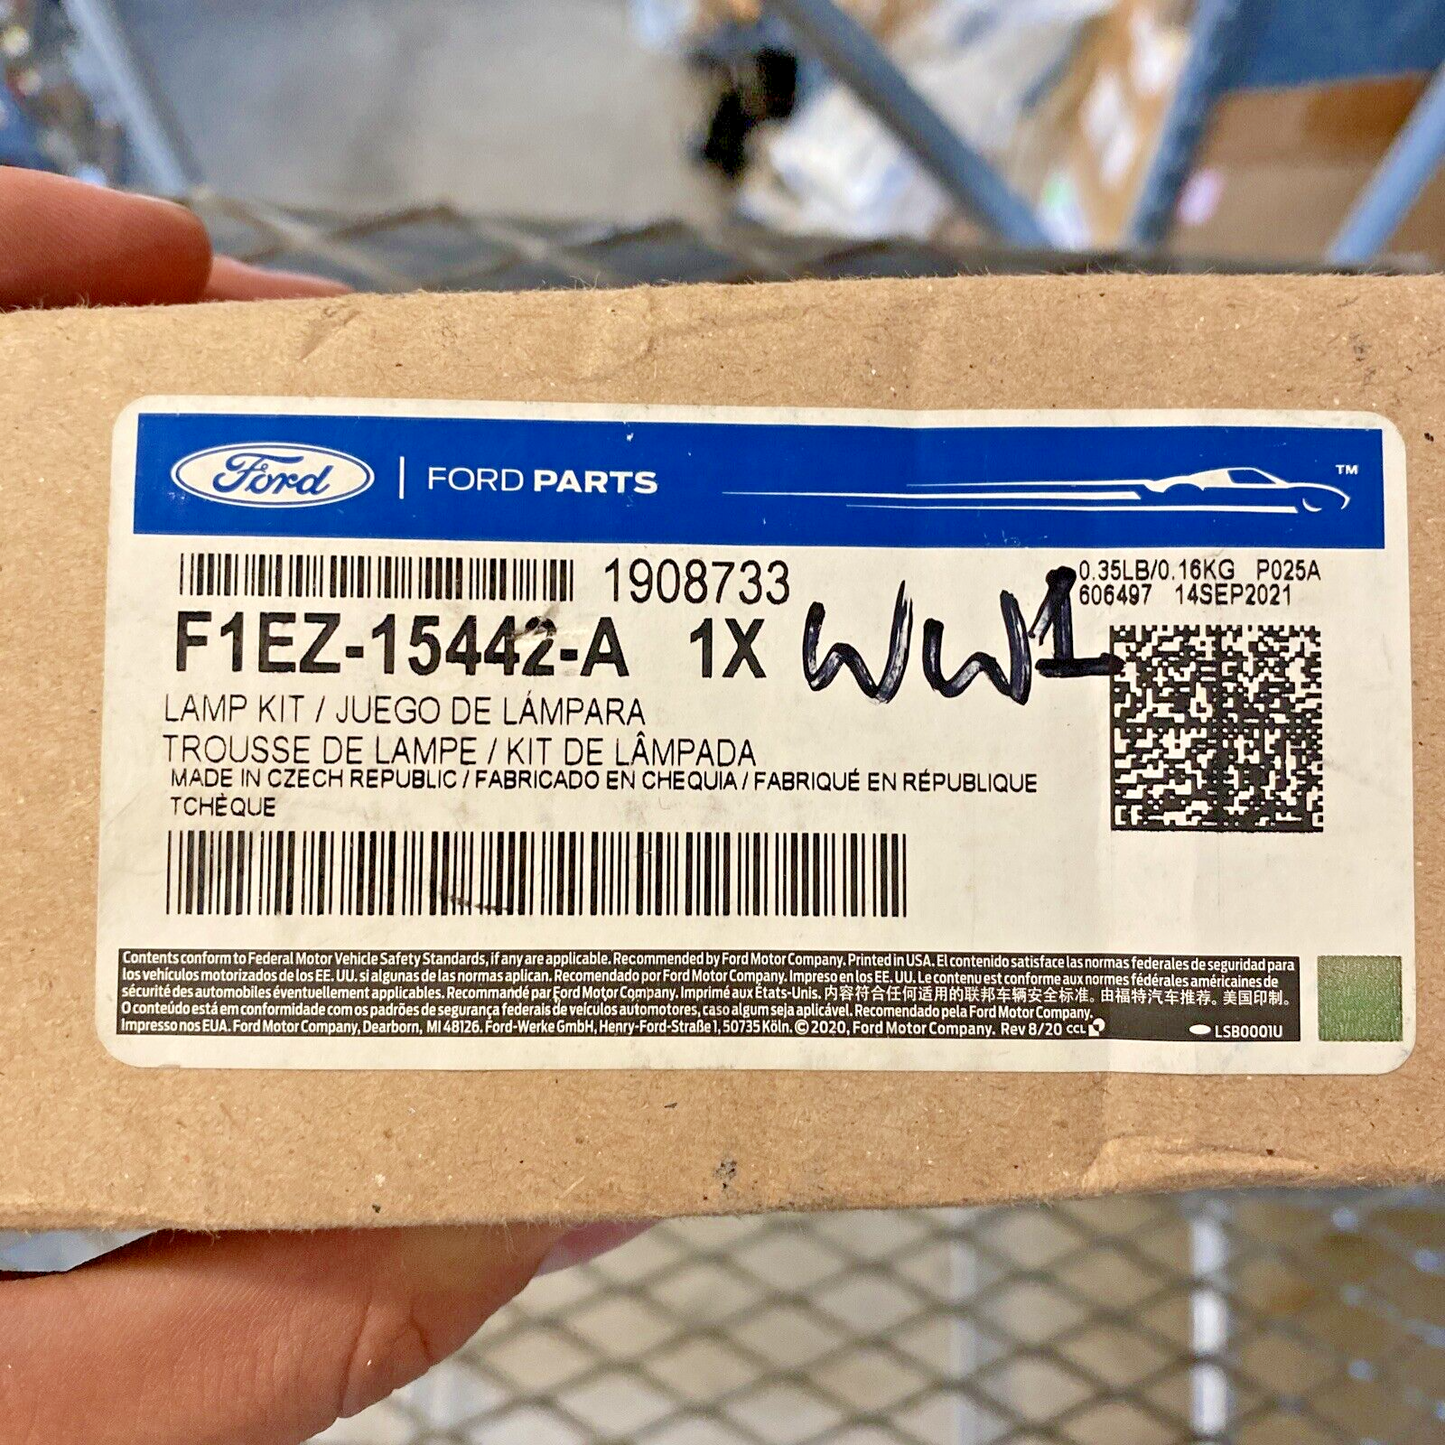 Ford | FORD PARTS ™
1908733
0.35LB/0.16KG P025A
606497 14SEP2021
F1EZ-15442-A 1X WW1
LAMP KIT / JUEGO DE LÁMPARA
TROUSSE DE LAMPE / KIT DE LÂMPADA
MADE IN CZECH REPUBLIC / FABRICADO EN CHEQUIA / FABRIQUÉ EN RÉPUBLIQUE
TCHÈQUE
Contents conform to Federal Motor Vehicle Safety Standards, if any are applicable. Recommended by Ford Motor Company. Printed in USA. El contenido satisface las normas federales de seguridad para
los vehículos motorizados de los EE. UU. si algunas de las normas aplican. Recomendado por Ford Motor Company. Impreso en los EE. UU. Le contenu est conforme aux normes fédérales américaines de
sécurité des automobiles éventuellement applicables. Recommandé par Ford Motor Company. Imprimé aux États-Unis. 内容符合任何适用的联邦车辆安全标准。由福特汽车推荐。美国印制。
O conteúdo está em conformidade com os padrões de segurança federais de veículos automotores, caso algum seja aplicável. Recomendado pela Ford Motor Company.
Impresso nos EUA. Ford Motor Company, Dearborn, MI 48126. Ford-Werke GmbH, Henry-Ford-Straße 1, 50735 Köln. © 2020, Ford Motor Company. Rev 8/20 CCL LSB0001U